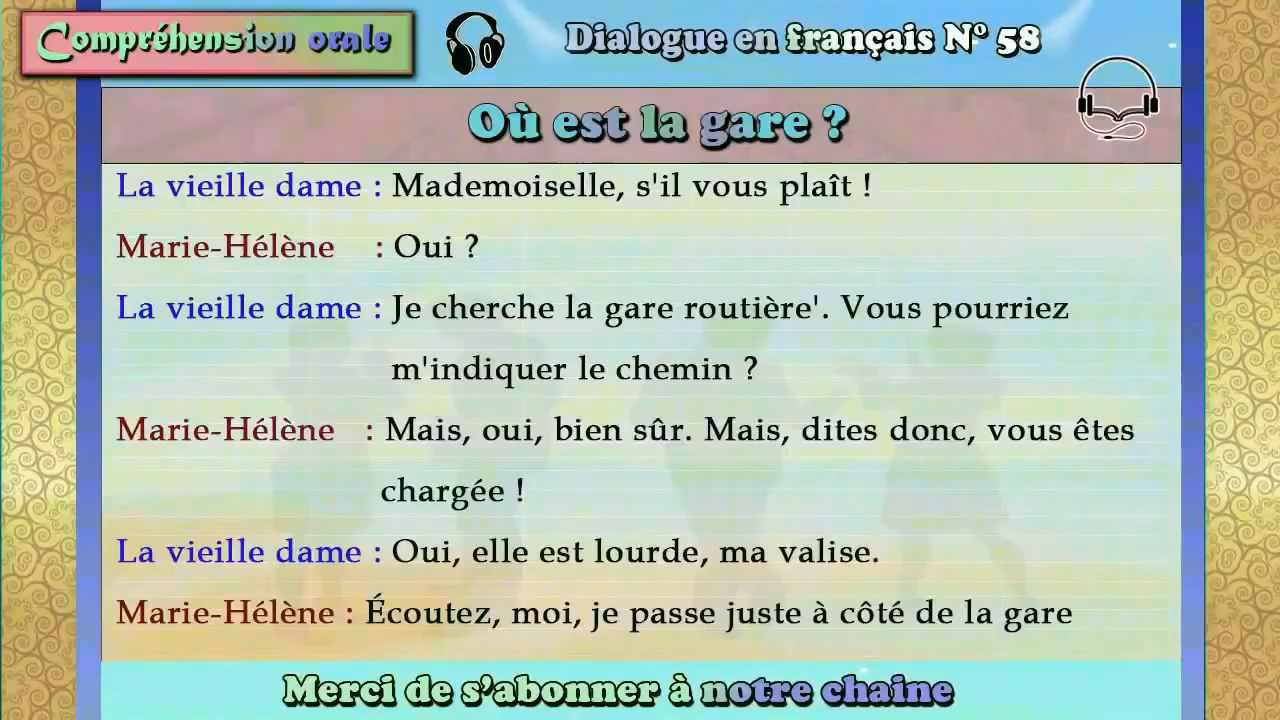 Compréhension orale
Dialogue en français N° 58
Où est la gare ?
La vieille dame : Mademoiselle, s'il vous plaît !
Marie-Hélène : Oui ?
La vieille dame : Je cherche la gare routière'. Vous pourriez
m'indiquer le chemin ?
Marie-Hélène : Mais, oui, bien sûr. Mais, dites donc, vous êtes
chargée !
La vieille dame : Oui, elle est lourde, ma valise.
Marie-Hélène : Écoutez, moi, je passe juste à côté de la gare
Merci de s'abonner à notre chaine